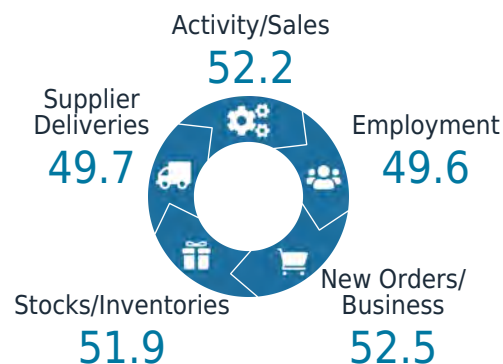 Activity/Sales
52.2
Supplier
Deliveries
49.7
Employment
49.6
Stocks/Inventories
51.9
New Orders/
Business
52.5